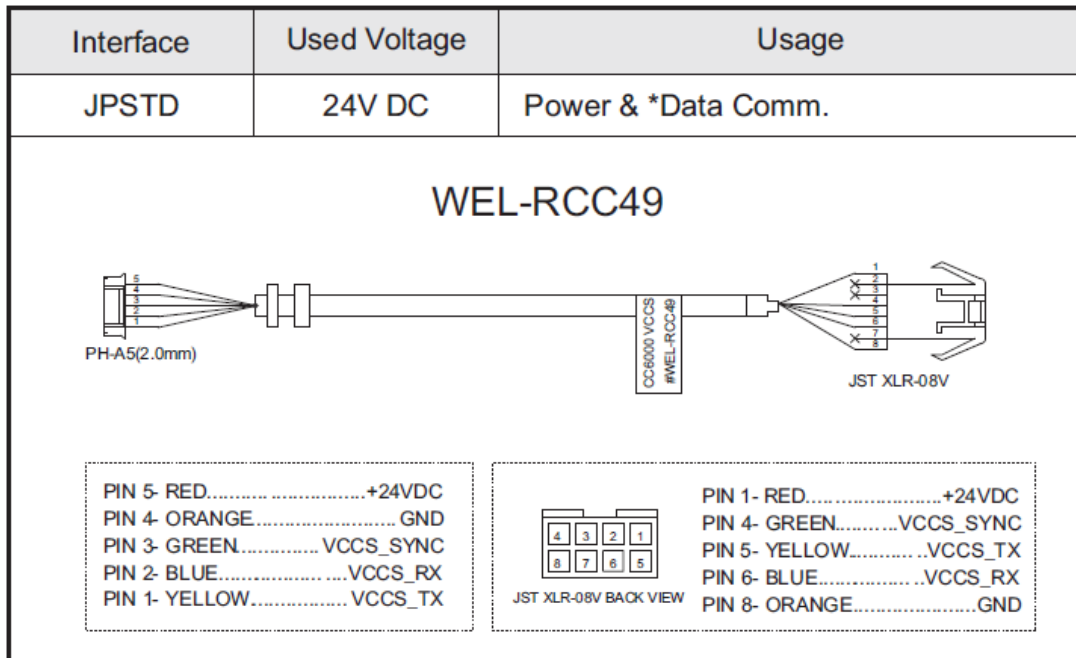 Interface Used Voltage Usage
JPSTD 24V DC Power & *Data Comm.
WEL-RCC49
5
4
3
2
1
PH-A5(2.0mm)
CC6000 VCCS
#WEL-RCC49
1
2
3
4
5
6
7
8
JST XLR-08V
PIN 5- RED..............................+24VDC
PIN 4- ORANGE........................GND
PIN 3- GREEN................VCCS_SYNC
PIN 2- BLUE......................VCCS_RX
PIN 1- YELLOW.................VCCS_TX
4 3 2 1
8 7 6 5
JST XLR-08V BACK VIEW
PIN 1- RED.........................+24VDC
PIN 4- GREEN...........VCCS_SYNC
PIN 5- YELLOW..............VCCS_TX
PIN 6- BLUE...................VCCS_RX
PIN 8- ORANGE......................GND